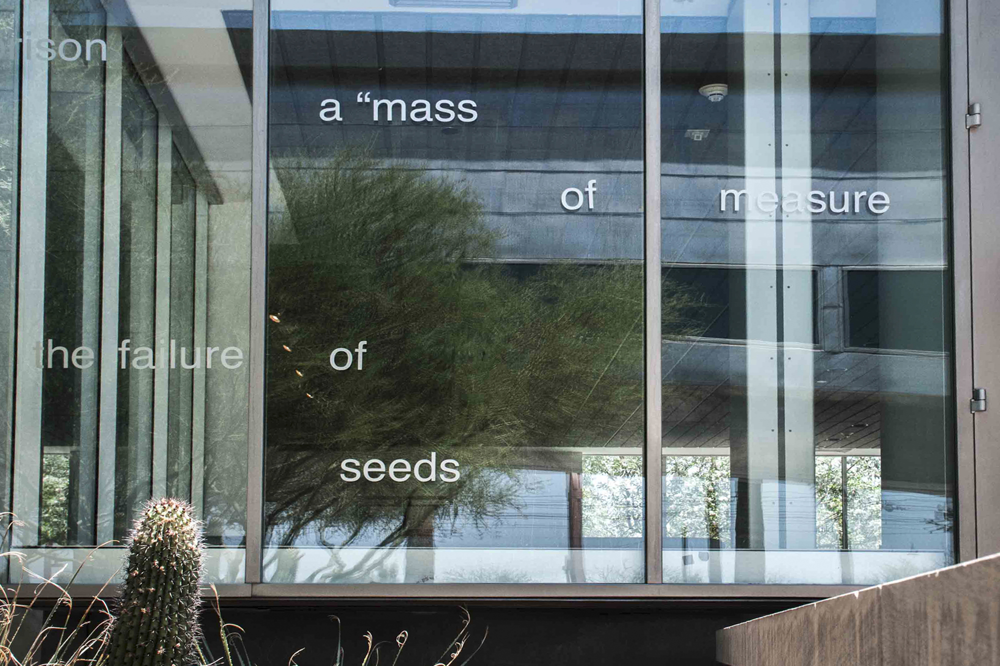 rison
a “mass
of measure
the failure of
seeds